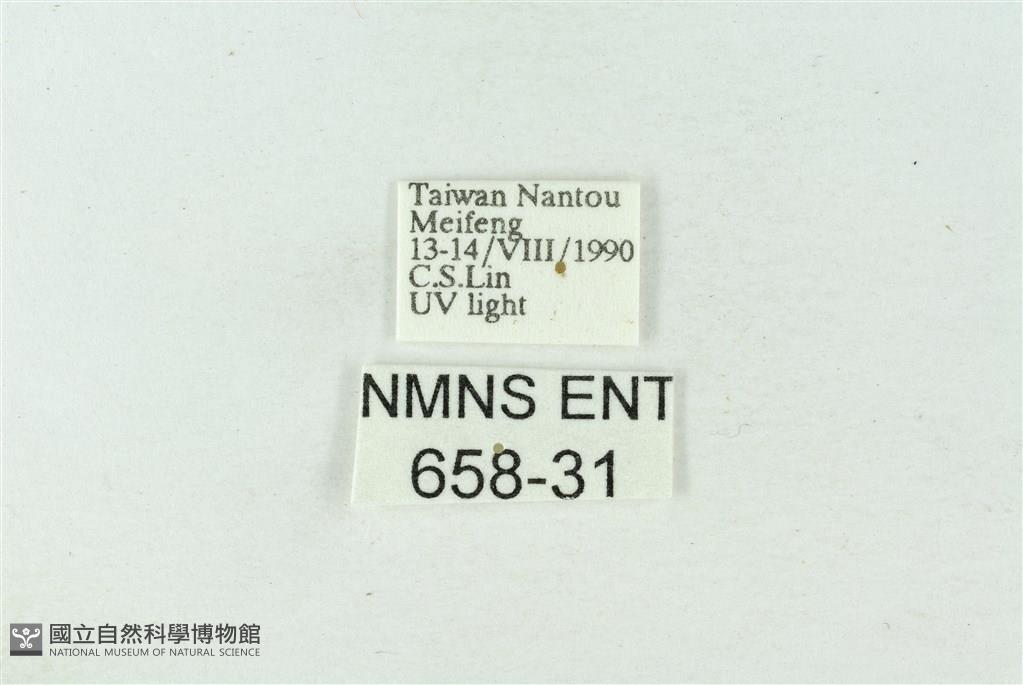 Taiwan Nantou
Meifeng
13-14/VIII/1990
C.S.Lin
UV light
NMNS ENT
658-31
國立自然科學博物館
NATIONAL MUSEUM OF NATURAL SCIENCE